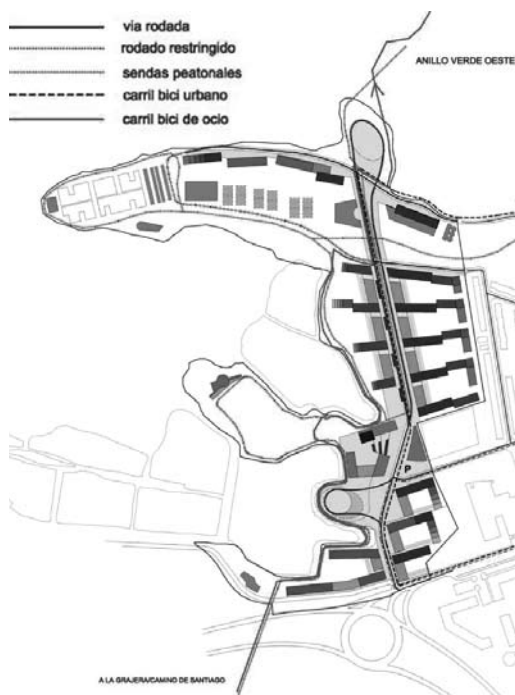 via rodada
rodado restringido
ANILLO VERDE OESTE
sendas peatonales
carril bici urbano
carril bici de ocio
P
A LA GRAJERA/CAMINO DE SANTIAGO